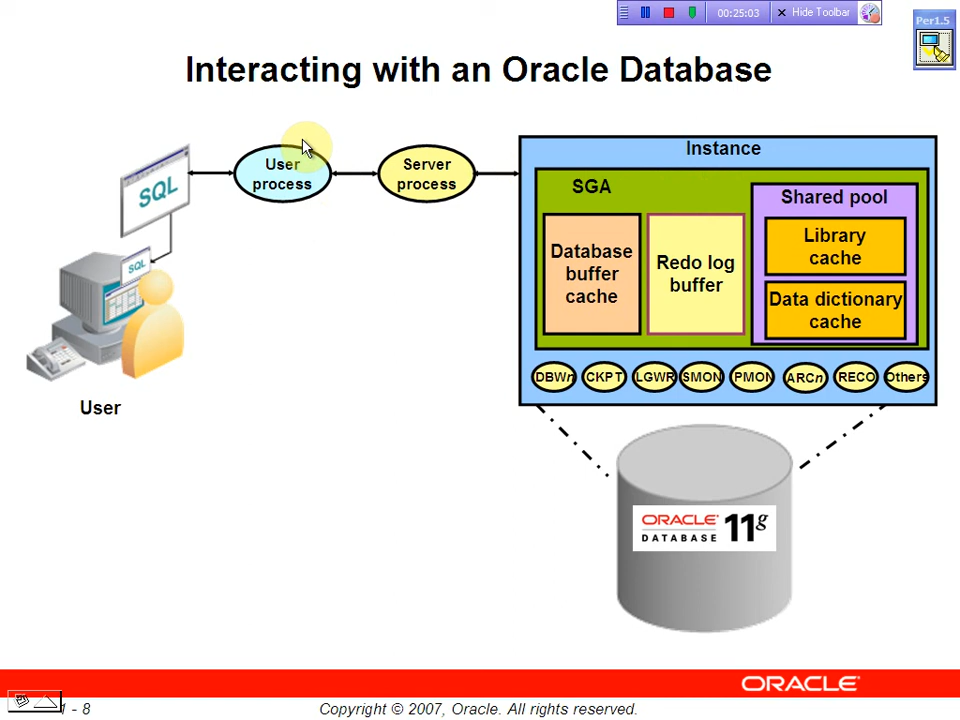 00:25:03
Hide Toolbar
Per1.5
Interacting with an Oracle Database
SQL
User
process
Server
process
Instance
SGA
Shared pool
Database
buffer
cache
Redo log
buffer
Library
cache
Data dictionary
cache
SQL
DBWn
CKPT
LGWR
SMON
PMON
ARCn
RECO
Others
User
ORACLE
DATABASE
11g
ORACLE
1 - 8
Copyright © 2007, Oracle. All rights reserved.